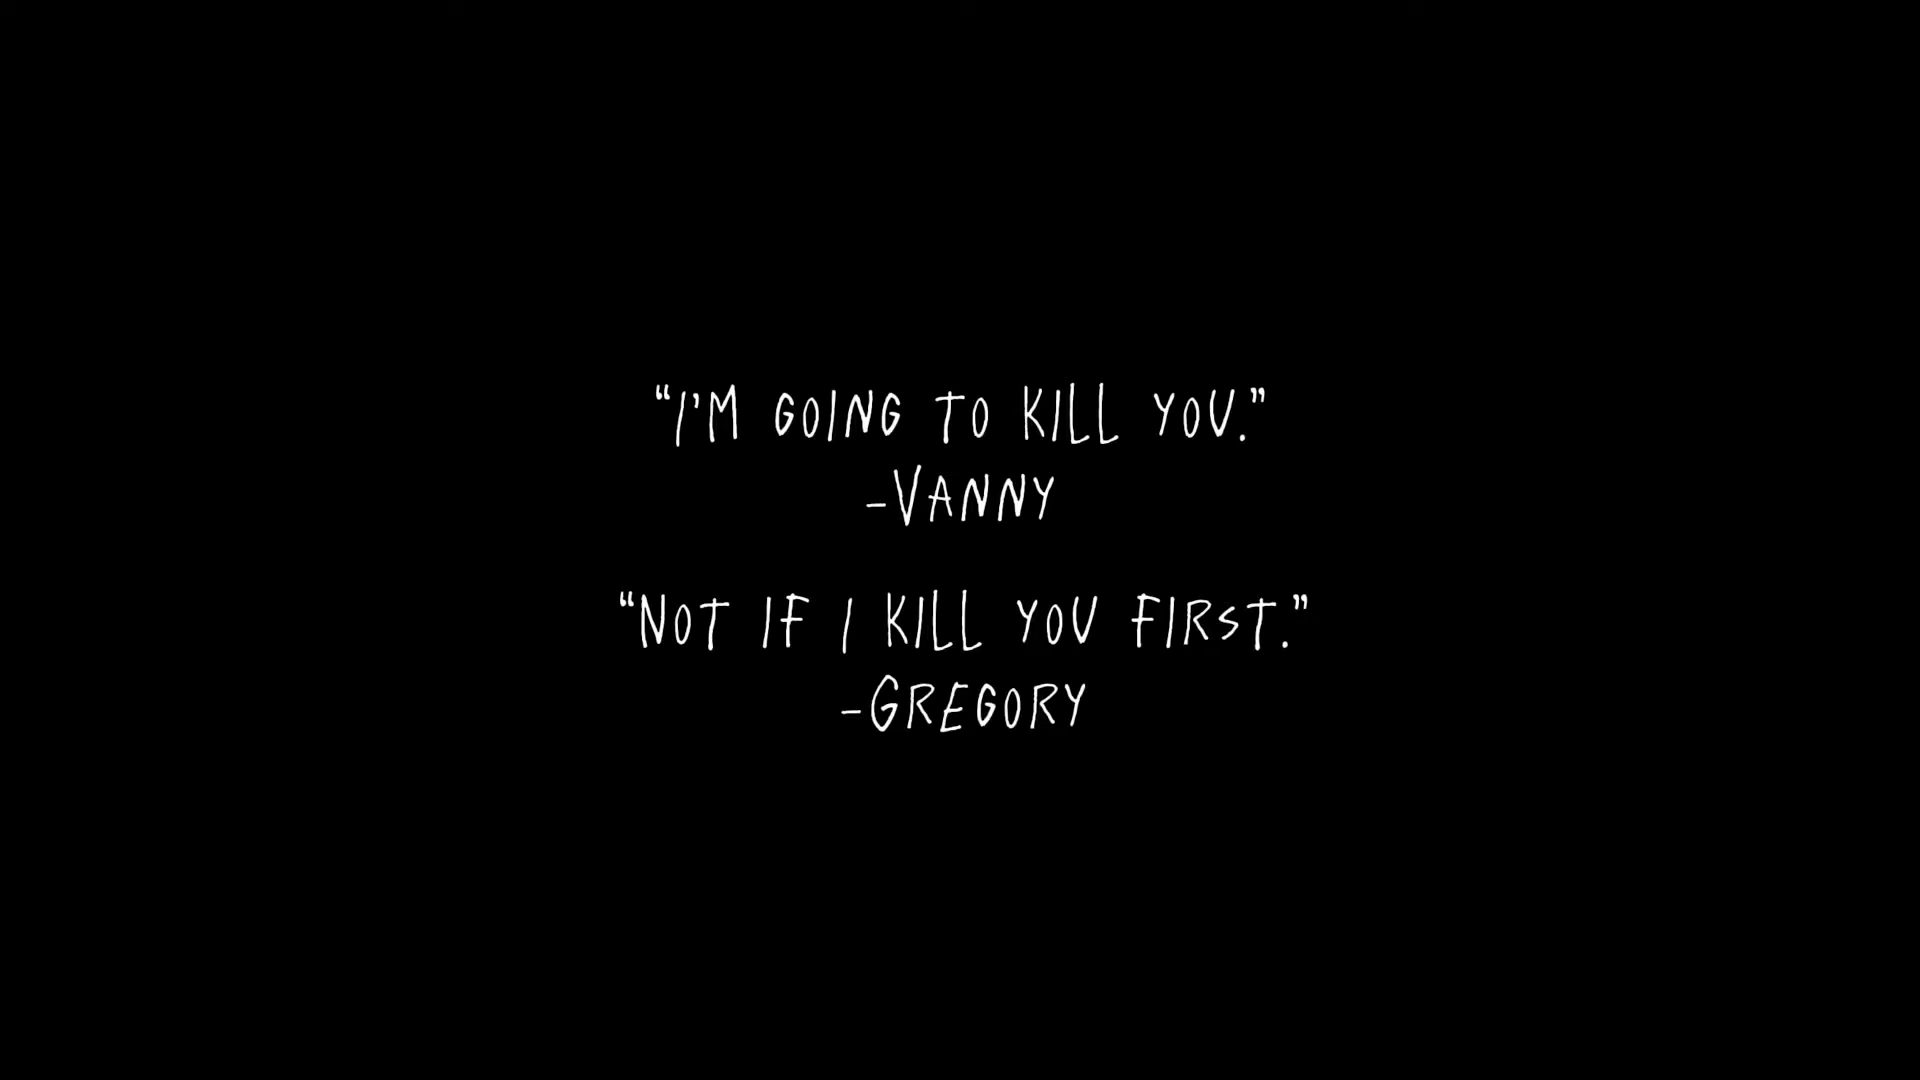 “I'M GOING TO KILL YOU.”
-VANNY
“NOT IF I KILL YOU FIRST.”
-GREGORY